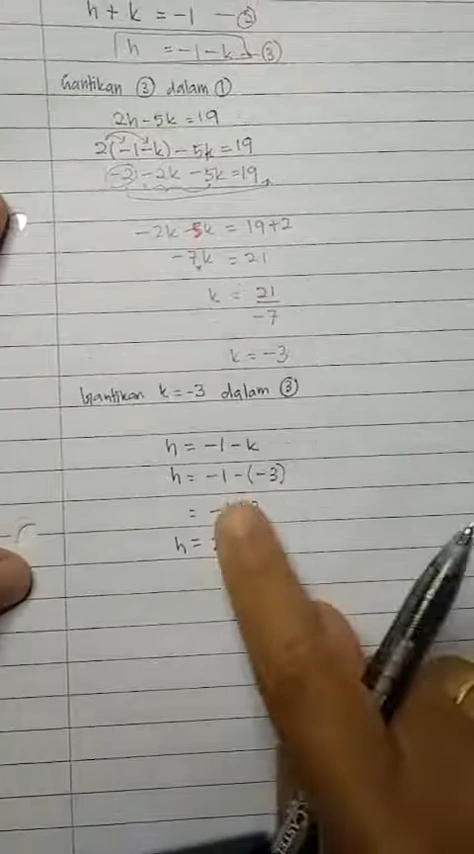 h + k = -1 — ②
h = -1 - k — ③
Gantikan ③ dalam ①
2h - 5k = 19
2(-1-k) - 5k = 19
-2 - 2k - 5k = 19
-2k - 5k = 19 + 2
-7k = 21
k = 21/-7
k = -3
Gantikan k = -3 dalam ③
h = -1 - k
h = -1 - (-3)
=
h =